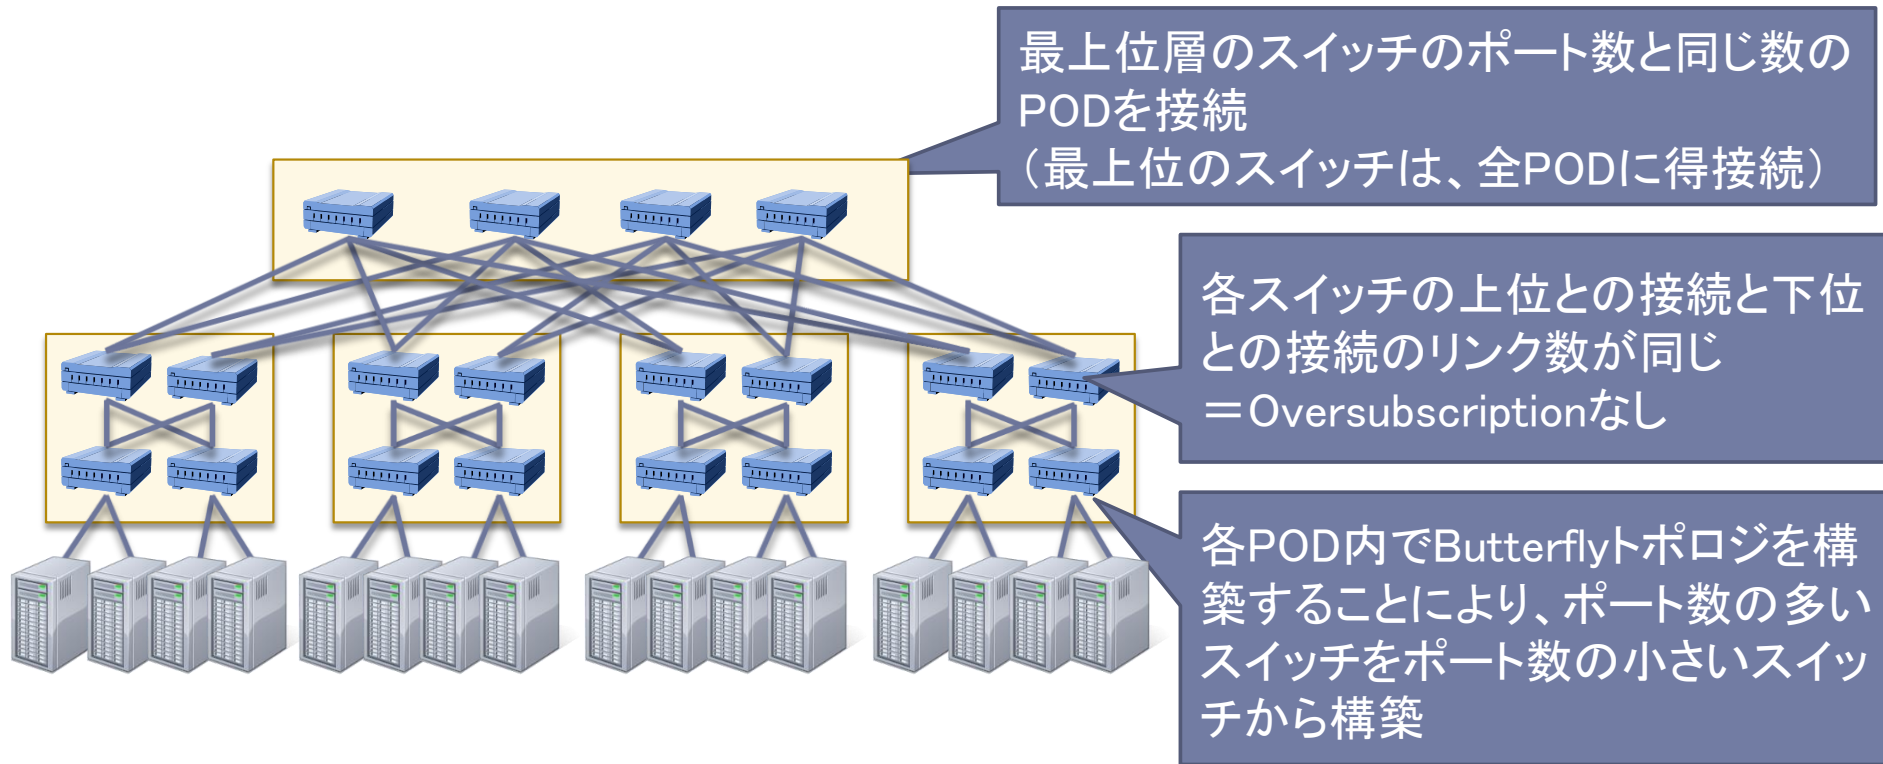 最上位層のスイッチのポート数と同じ数の
PODを接続
（最上位のスイッチは、全PODに得接続）
各スイッチの上位との接続と下位
との接続のリンク数が同じ
＝Oversubscriptionなし
各POD内でButterflyトポロジを構
築することにより、ポート数の多い
スイッチをポート数の小さいスイッ
チから構築